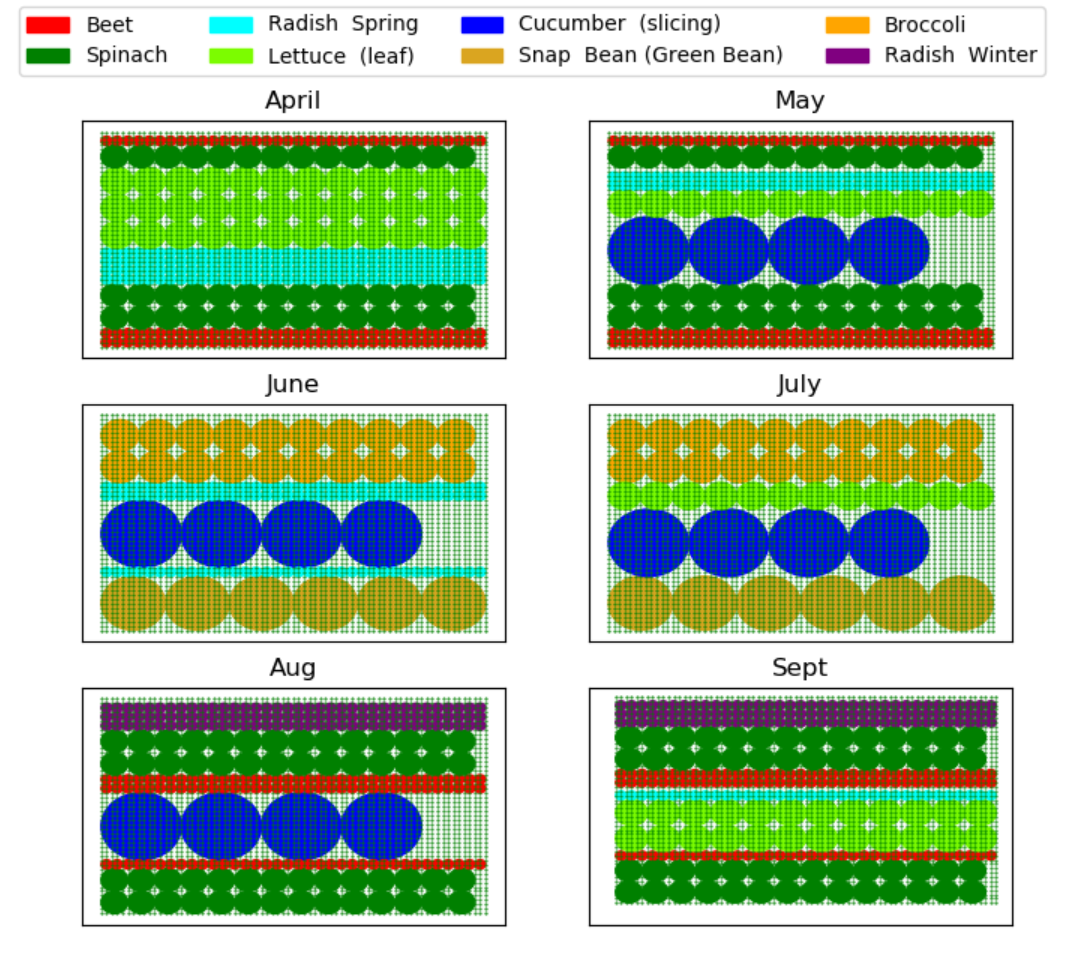 Beet Radish Spring Cucumber (slicing) Broccoli
Spinach Lettuce (leaf) Snap Bean (Green Bean) Radish Winter
April May
June July
Aug Sept